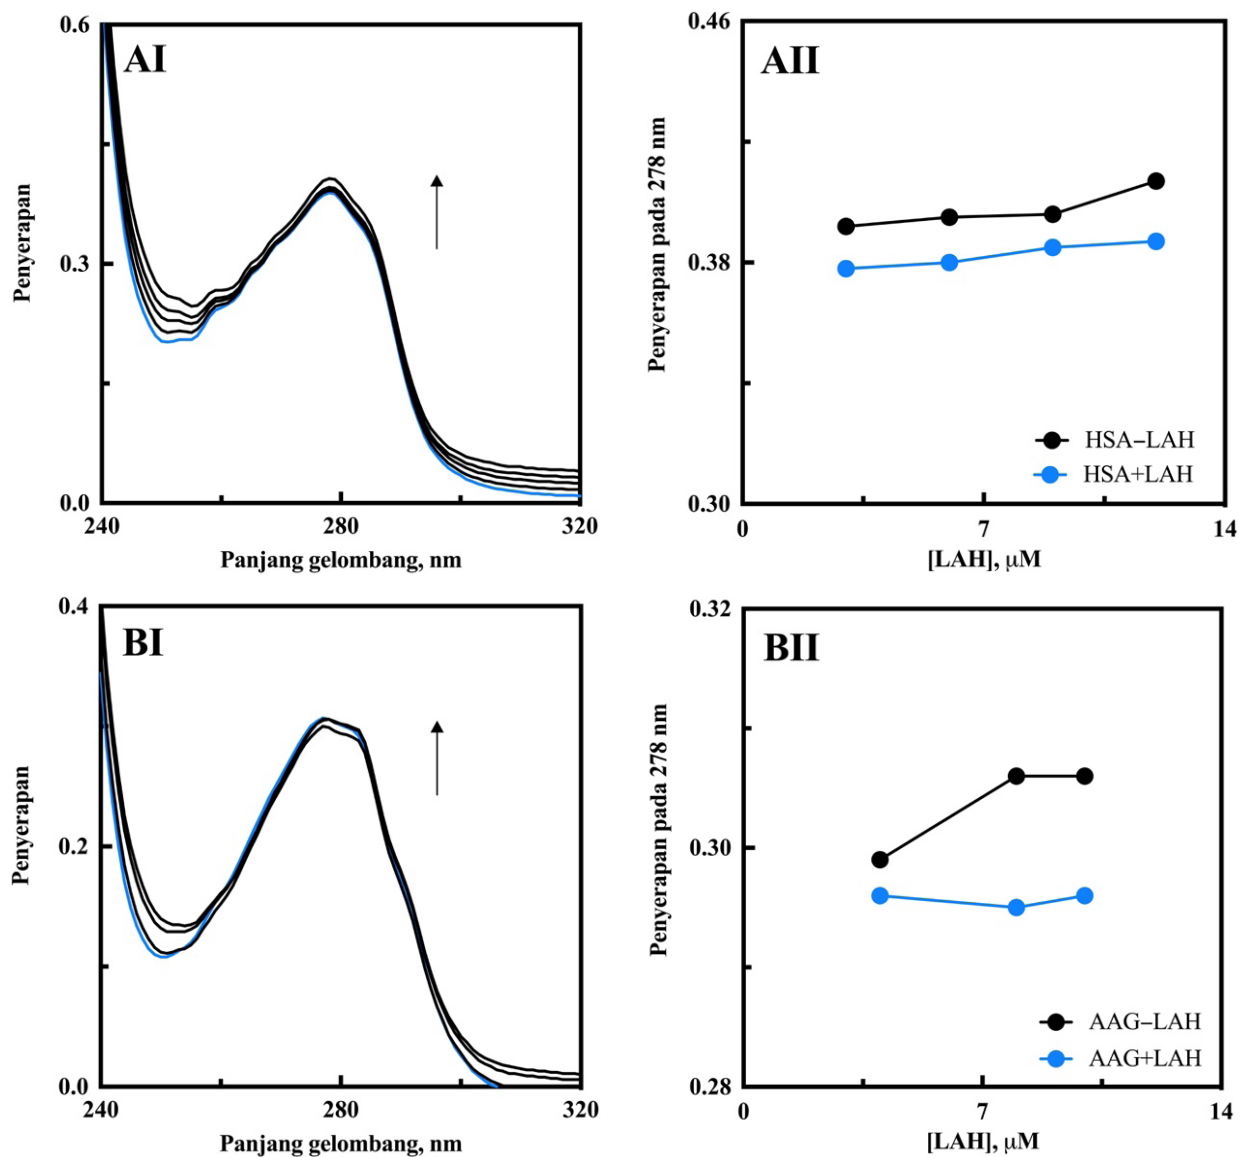 AI
0.6
0.3
0.0
Penyerapan
240
280
320
Panjang gelombang, nm
AII
0.46
0.38
0.30
Penyerapan pada 278 nm
HSA–LAH
HSA+LAH
0
7
14
[LAH], µM
BI
0.4
0.2
0.0
Penyerapan
240
280
320
Panjang gelombang, nm
BII
0.32
0.30
0.28
Penyerapan pada 278 nm
AAG–LAH
AAG+LAH
0
7
14
[LAH], µM